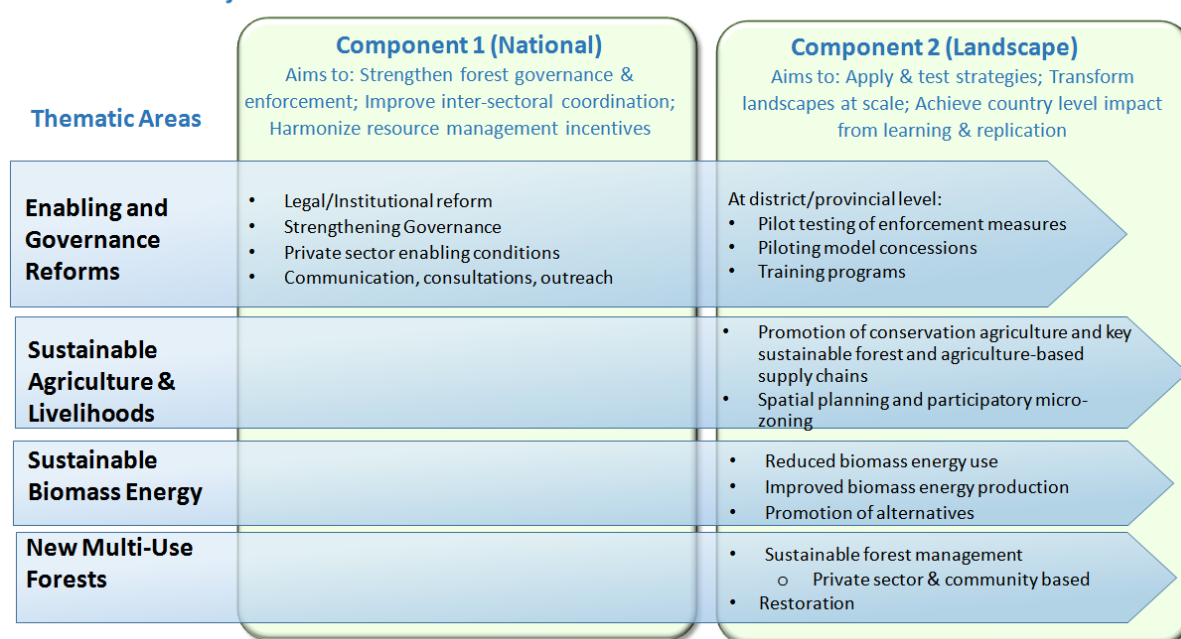 Component 1 (National)
Aims to: Strengthen forest governance &
enforcement; Improve inter-sectoral coordination;
Harmonize resource management incentives
Component 2 (Landscape)
Aims to: Apply & test strategies; Transform
landscapes at scale; Achieve country level impact
from learning & replication
Thematic Areas
Enabling and
Governance
Reforms
• Legal/Institutional reform
• Strengthening Governance
• Private sector enabling conditions
• Communication, consultations, outreach
At district/provincial level:
• Pilot testing of enforcement measures
• Piloting model concessions
• Training programs
Sustainable
Agriculture &
Livelihoods
• Promotion of conservation agriculture and key
sustainable forest and agriculture-based
supply chains
• Spatial planning and participatory micro-
zoning
Sustainable
Biomass Energy
• Reduced biomass energy use
• Improved biomass energy production
• Promotion of alternatives
New Multi-Use
Forests
• Sustainable forest management
o Private sector & community based
• Restoration